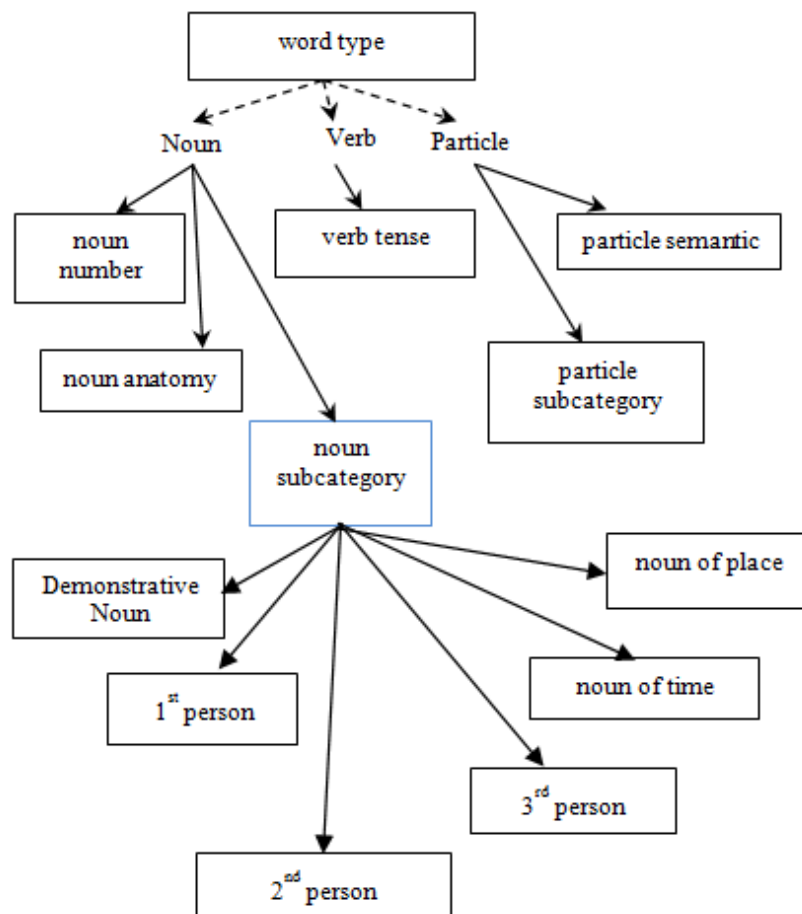 word type
Noun
Verb
Particle
noun
number
verb tense
particle semantic
noun anatomy
particle
subcategory
noun
subcategory
Demonstrative
Noun
noun of place
1st person
noun of time
3rd person
2nd person